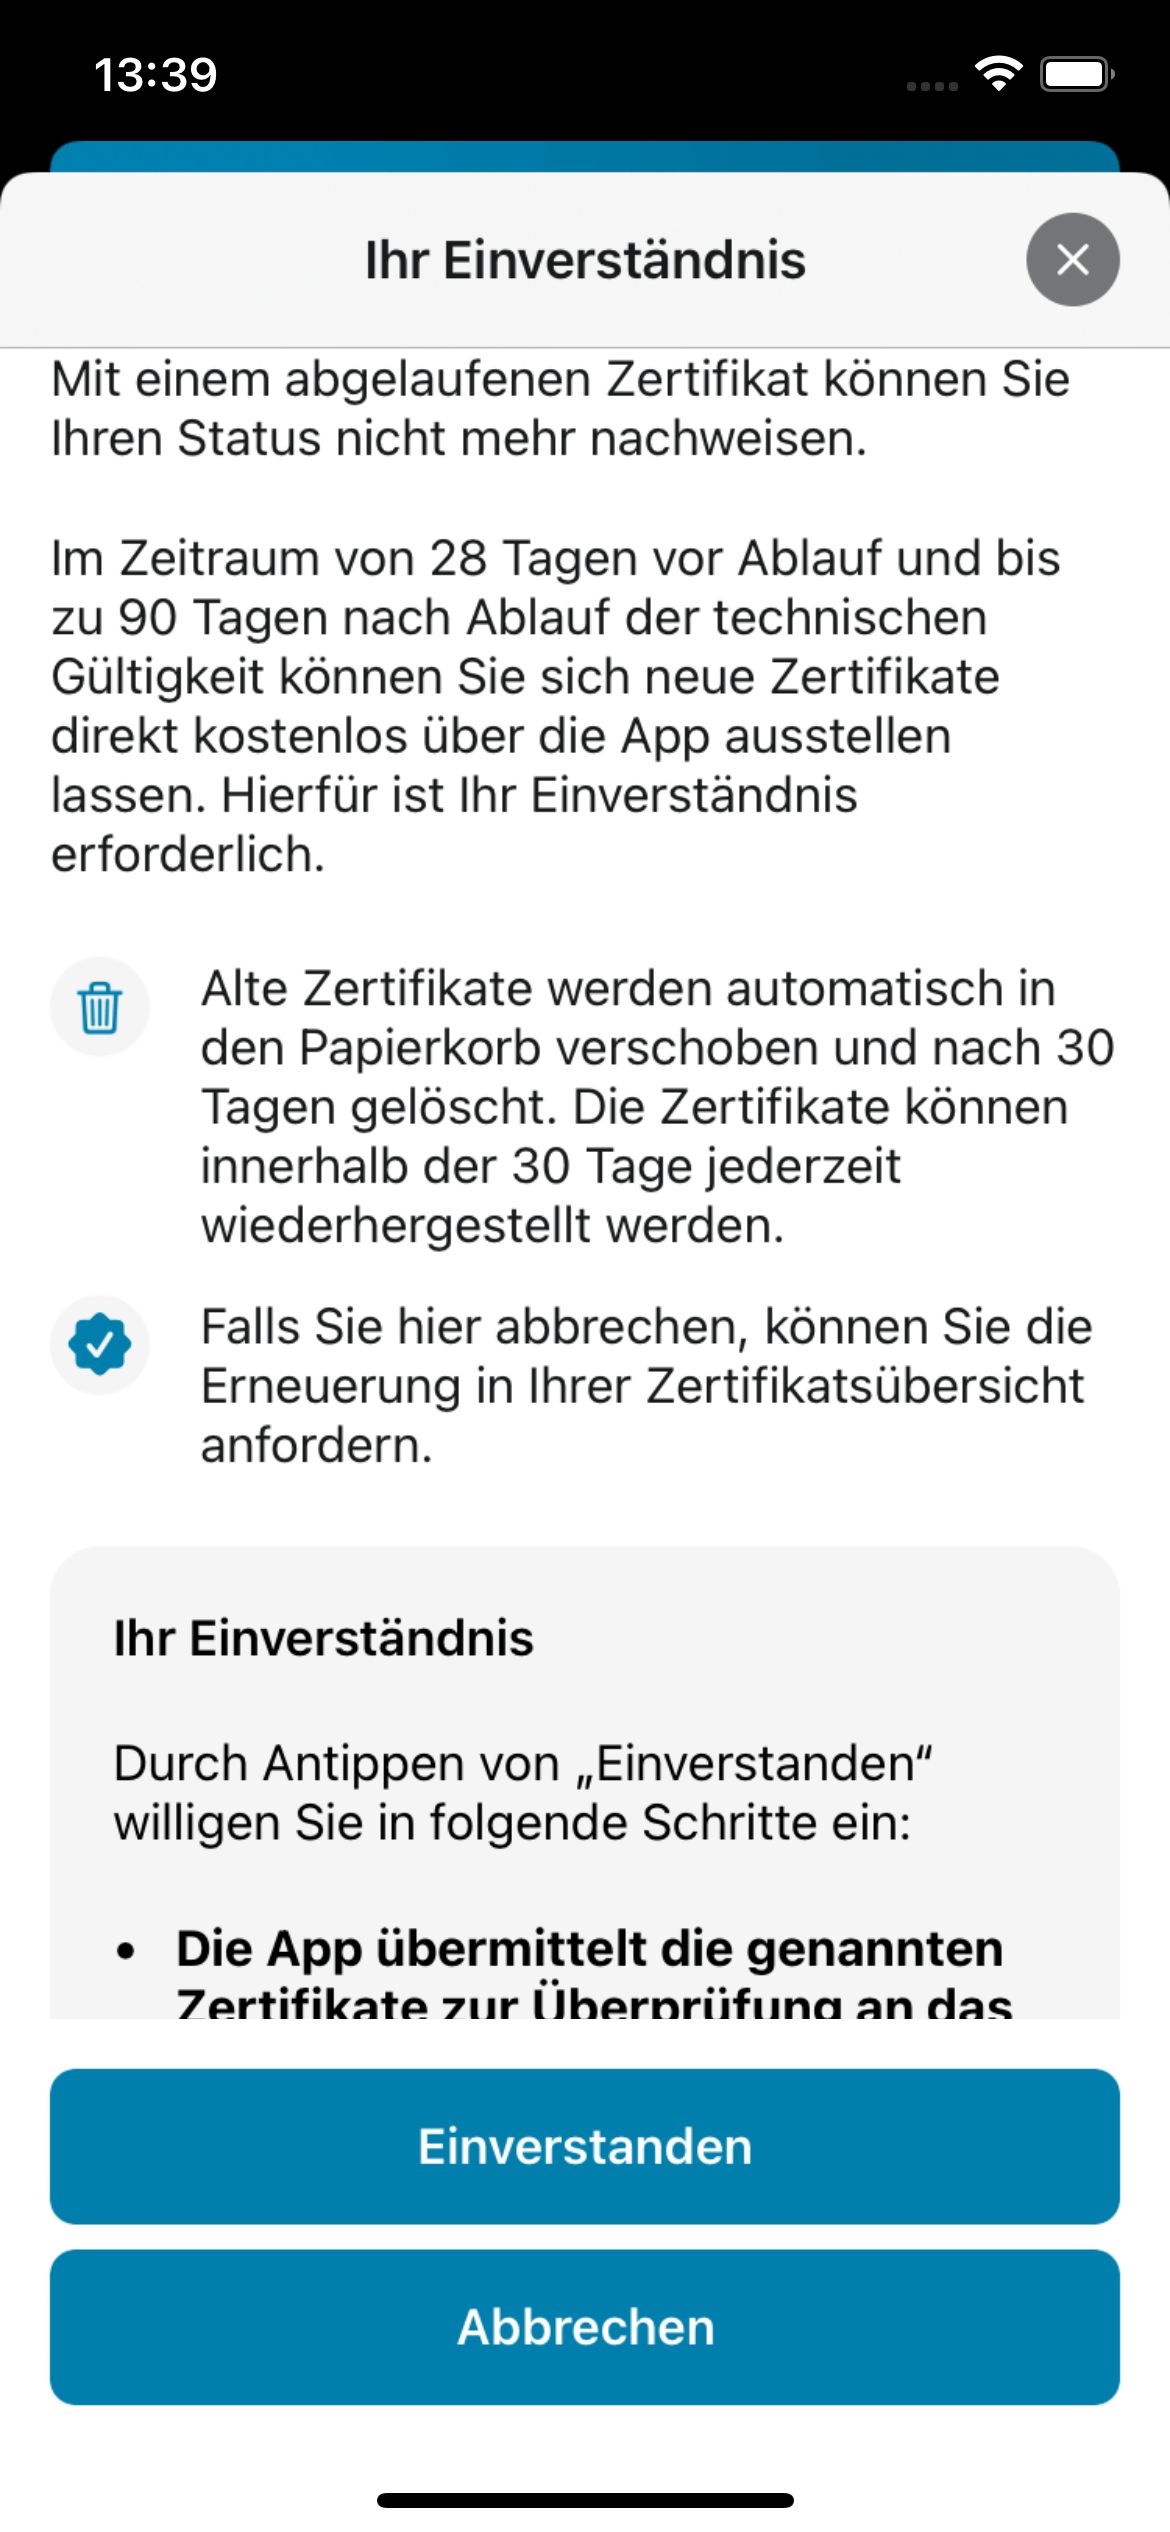 13:39
Ihr Einverständnis
Mit einem abgelaufenen Zertifikat können Sie
Ihren Status nicht mehr nachweisen.
Im Zeitraum von 28 Tagen vor Ablauf und bis
zu 90 Tagen nach Ablauf der technischen
Gültigkeit können Sie sich neue Zertifikate
direkt kostenlos über die App ausstellen
lassen. Hierfür ist Ihr Einverständnis
erforderlich.
Alte Zertifikate werden automatisch in
den Papierkorb verschoben und nach 30
Tagen gelöscht. Die Zertifikate können
innerhalb der 30 Tage jederzeit
wiederhergestellt werden.
Falls Sie hier abbrechen, können Sie die
Erneuerung in Ihrer Zertifikatsübersicht
anfordern.
Ihr Einverständnis
Durch Antippen von „Einverstanden“
willigen Sie in folgende Schritte ein:
• Die App übermittelt die genannten
Zertifikate zur Überprüfung an das
Einverstanden
Abbrechen